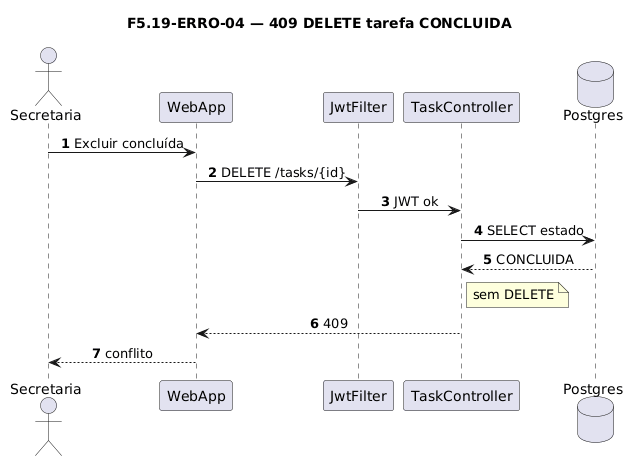 F5.19-ERRO-04 — 409 DELETE tarefa CONCLUIDA
Secretaria
WebApp
JwtFilter
TaskController
Postgres
1 Excluir concluída
2 DELETE /tasks/{id}
3 JWT ok
4 SELECT estado
5 CONCLUIDA
sem DELETE
6 409
7 conflito
Secretaria
WebApp
JwtFilter
TaskController
Postgres